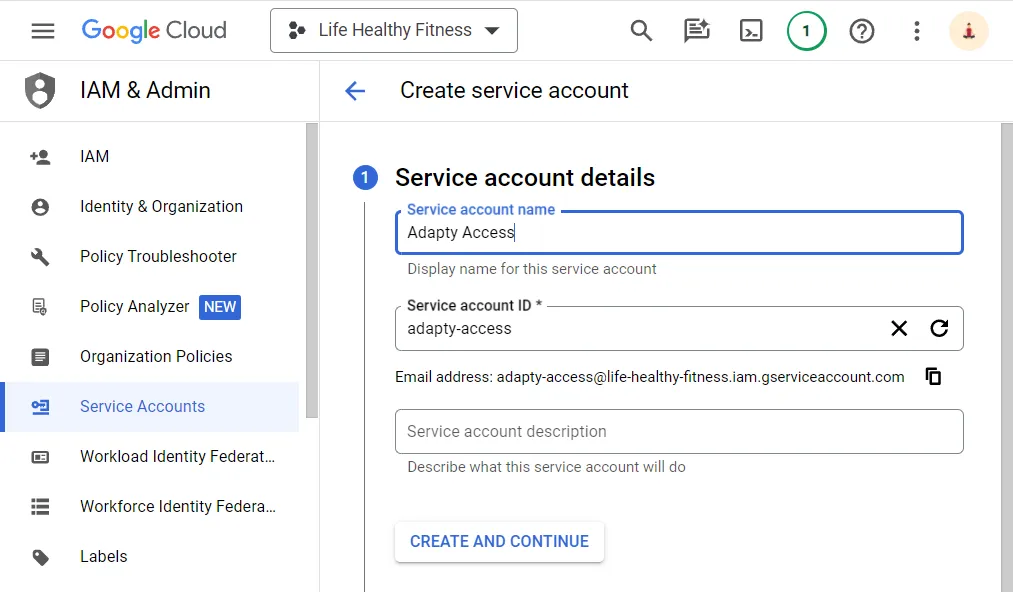 Google Cloud
Life Healthy Fitness
1
IAM & Admin
Create service account
IAM
Identity & Organization
Policy Troubleshooter
Policy Analyzer NEW
Organization Policies
Service Accounts
Workload Identity Federat...
Workforce Identity Federa...
Labels
1 Service account details
Service account name
Adapty Access
Display name for this service account
Service account ID *
adapty-access
Email address: adapty-access@life-healthy-fitness.iam.gserviceaccount.com
Service account description
Describe what this service account will do
CREATE AND CONTINUE